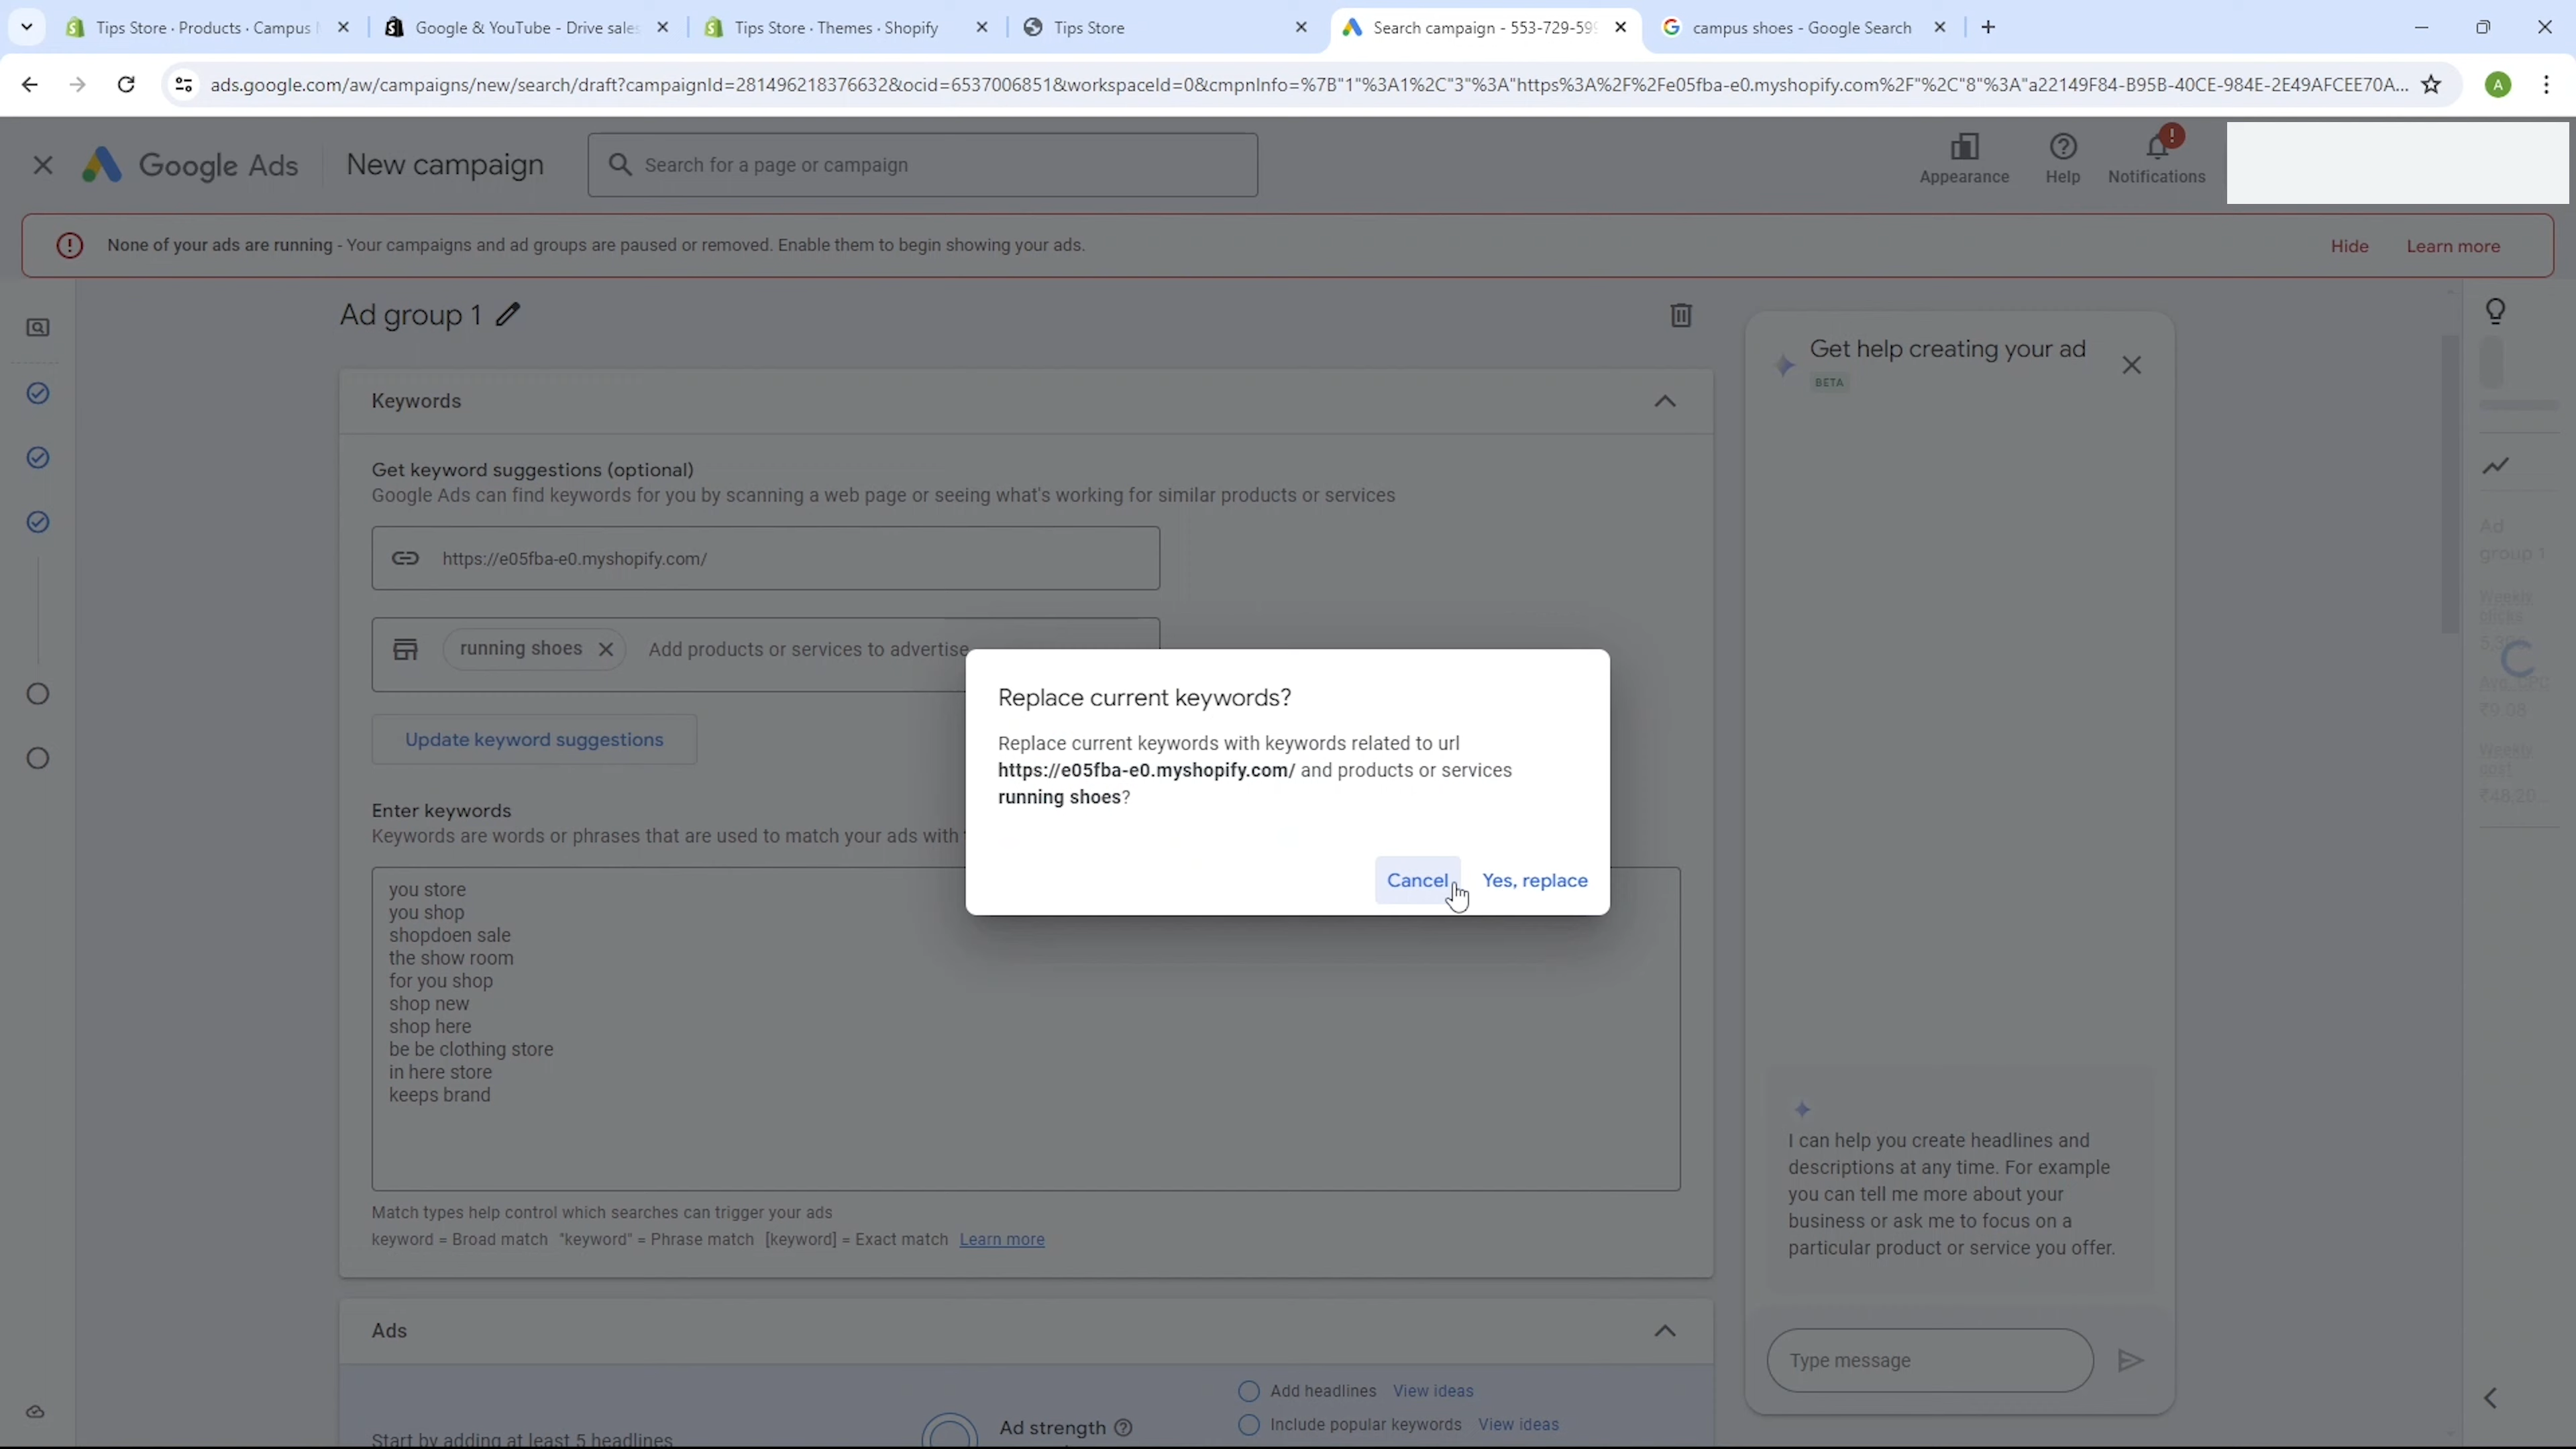 Tips Store · Products · Campus
Google & YouTube - Drive sales
Tips Store · Themes · Shopify
Tips Store
Search campaign - 553-729-599
campus shoes - Google Search
ads.google.com/aw/campaigns/new/search/draft?campaignId=281496218376632&ocid=6537006851&workspaceId=0&cmpnInfo=%7B"1"%3A1%2C"3"%3A"https%3A%2F%2Fe05fba-e0.myshopify.com%2F"%2C"8"%3A"a22149F84-B95B-40CE-984E-2E49AFCEE70A...
A
Google Ads
New campaign
Search for a page or campaign
Appearance
Help
Notifications
None of your ads are running - Your campaigns and ad groups are paused or removed. Enable them to begin showing your ads.
Hide
Learn more
Ad group 1
Keywords
Get keyword suggestions (optional)
Google Ads can find keywords for you by scanning a web page or seeing what's working for similar products or services
https://e05fba-e0.myshopify.com/
running shoes
Add products or services to advertise
Update keyword suggestions
Enter keywords
Keywords are words or phrases that are used to match your ads with
you store
you shop
shopdoen sale
the show room
for you shop
shop new
shop here
be be clothing store
in here store
keeps brand
Match types help control which searches can trigger your ads
keyword = Broad match "keyword" = Phrase match [keyword] = Exact match Learn more
Ads
Start by adding at least 5 headlines
Ad strength
Add headlines View ideas
Include popular keywords View ideas
Replace current keywords?
Replace current keywords with keywords related to url
https://e05fba-e0.myshopify.com/ and products or services
running shoes?
Cancel
Yes, replace
Get help creating your ad
BETA
I can help you create headlines and
descriptions at any time. For example
you can tell me more about your
business or ask me to focus on a
particular product or service you offer.
Type message
Ad
group 1
Weekly
clicks
Avg. CPC
₹9.08
Weekly
cost